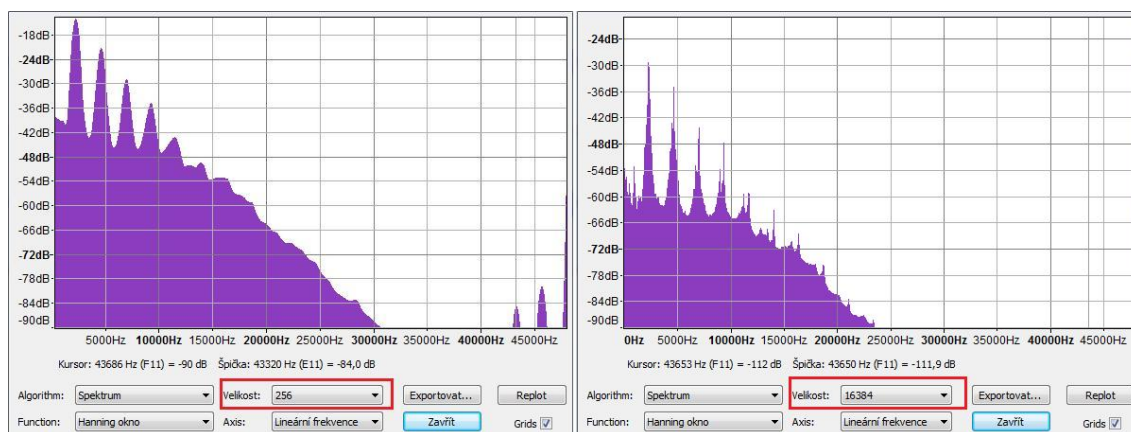 -18dB
-24dB
-30dB
-36dB
-42dB
-48dB
-54dB
-60dB
-66dB
-72dB
-78dB
-84dB
-90dB
5000Hz 10000Hz 15000Hz 20000Hz 25000Hz 30000Hz 35000Hz 40000Hz 45000Hz
Kursor: 43686 Hz (F11) = -90 dB Špička: 43320 Hz (E11) = -84,0 dB
Algorithm: Spektrum Velikost: 256 Exportovat... Replot
Function: Hanning okno Axis: Lineární frekvence Zavřít Grids
-24dB
-30dB
-36dB
-42dB
-48dB
-54dB
-60dB
-66dB
-72dB
-78dB
-84dB
-90dB
0Hz 5000Hz 10000Hz 15000Hz 20000Hz 25000Hz 30000Hz 35000Hz 40000Hz 45000Hz
Kursor: 43653 Hz (F11) = -112 dB Špička: 43650 Hz (F11) = -111,9 dB
Algorithm: Spektrum Velikost: 16384 Exportovat... Replot
Function: Hanning okno Axis: Lineární frekvence Zavřít Grids